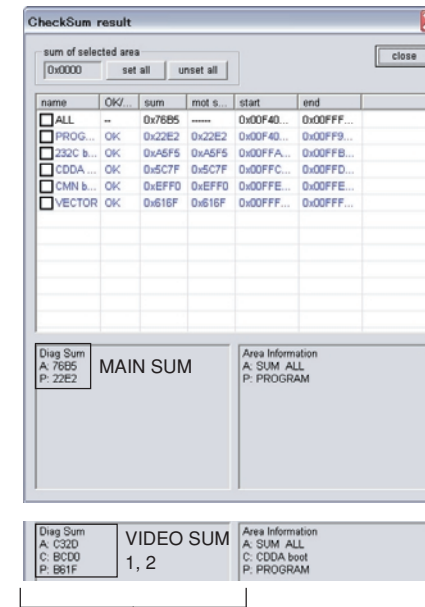 CheckSum result
sum of selected area
0x0000
set all
unset all
close
name OK/... sum mot s... start end
ALL -- 0x76B5 ------ 0x00F40... 0x00FFF...
PROG... OK 0x22E2 0x22E2 0x00F40... 0x00FF9...
232C b... OK 0xA5F5 0xA5F5 0x00FFA... 0x00FFB...
CDDA ... OK 0x5C7F 0x5C7F 0x00FFC... 0x00FFD...
CMN b... OK 0xEFF0 0xEFF0 0x00FFE... 0x00FFE...
VECTOR OK 0x616F 0x616F 0x00FFF... 0x00FFF...
Diag Sum
A: 76B5
P: 22E2
MAIN SUM
Area Information
A: SUM ALL
P: PROGRAM
Diag Sum
A: C32D
C: BCD0
P: B61F
VIDEO SUM
1, 2
Area Information
A: SUM ALL
C: CDDA boot
P: PROGRAM